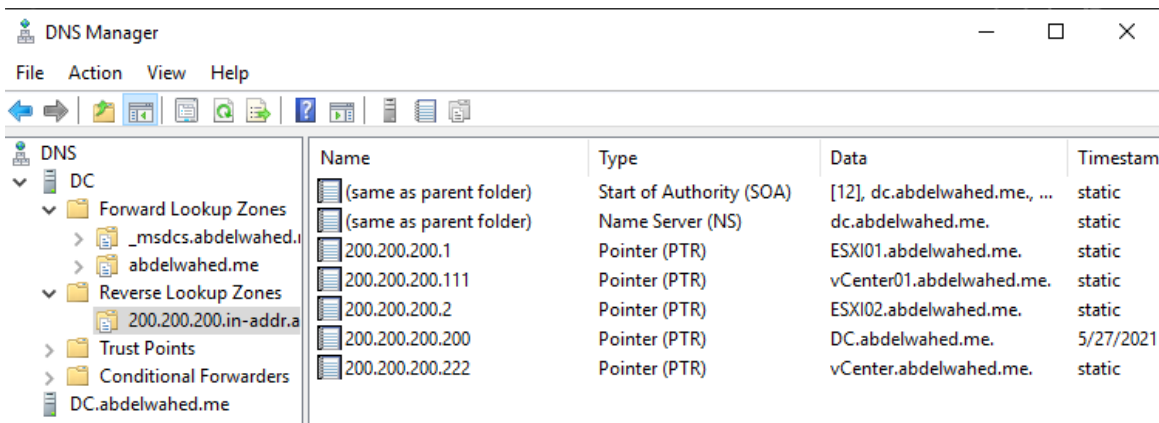 DNS Manager
File Action View Help
DNS
DC
Forward Lookup Zones
_msdcs.abdelwahed.
abdelwahed.me
Reverse Lookup Zones
200.200.200.in-addr.a
Trust Points
Conditional Forwarders
DC.abdelwahed.me
Name Type Data Timestam
(same as parent folder) Start of Authority (SOA) [12], dc.abdelwahed.me., ... static
(same as parent folder) Name Server (NS) dc.abdelwahed.me. static
200.200.200.1 Pointer (PTR) ESXI01.abdelwahed.me. static
200.200.200.111 Pointer (PTR) vCenter01.abdelwahed.me. static
200.200.200.2 Pointer (PTR) ESXI02.abdelwahed.me. static
200.200.200.200 Pointer (PTR) DC.abdelwahed.me. 5/27/2021
200.200.200.222 Pointer (PTR) vCenter.abdelwahed.me. static